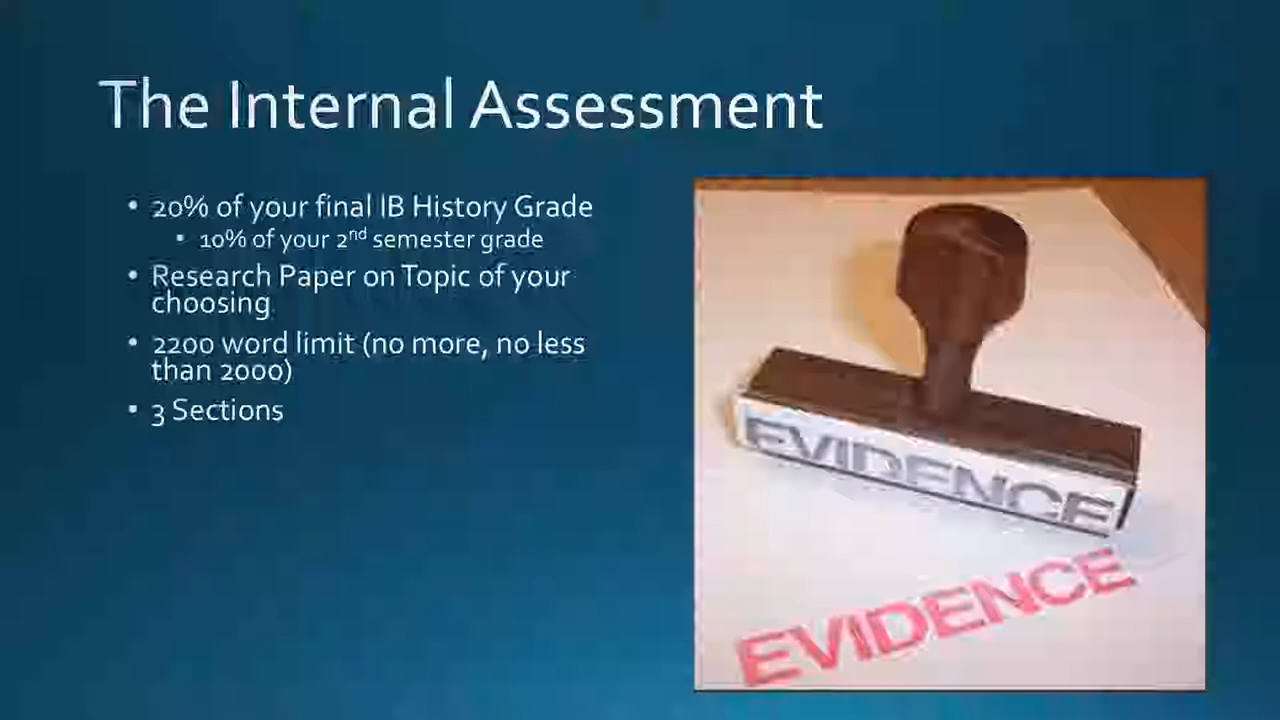 The Internal Assessment
• 20% of your final IB History Grade
• 10% of your 2nd semester grade
• Research Paper on Topic of your
choosing
• 2200 word limit (no more, no less
than 2000)
• 3 Sections
EVIDENCE
EVIDENCE